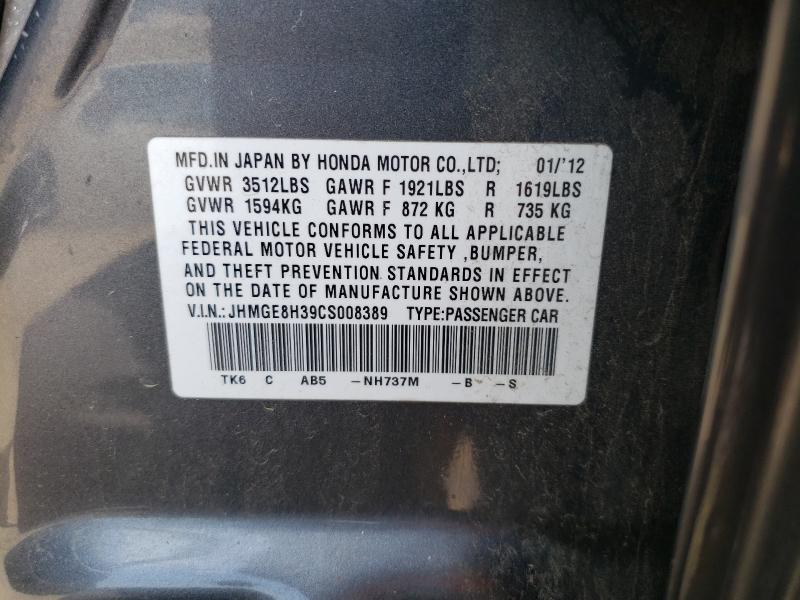 MFD.IN JAPAN BY HONDA MOTOR CO.,LTD; 01/'12
GVWR 3512LBS GAWR F 1921LBS R 1619LBS
GVWR 1594KG GAWR F 872 KG R 735 KG
THIS VEHICLE CONFORMS TO ALL APPLICABLE
FEDERAL MOTOR VEHICLE SAFETY ,BUMPER,
AND THEFT PREVENTION STANDARDS IN EFFECT
ON THE DATE OF MANUFACTURE SHOWN ABOVE.
V.I.N.: JHMGE8H39CS008389 TYPE:PASSENGER CAR
TK6 C AB5 -NH737M -B -S